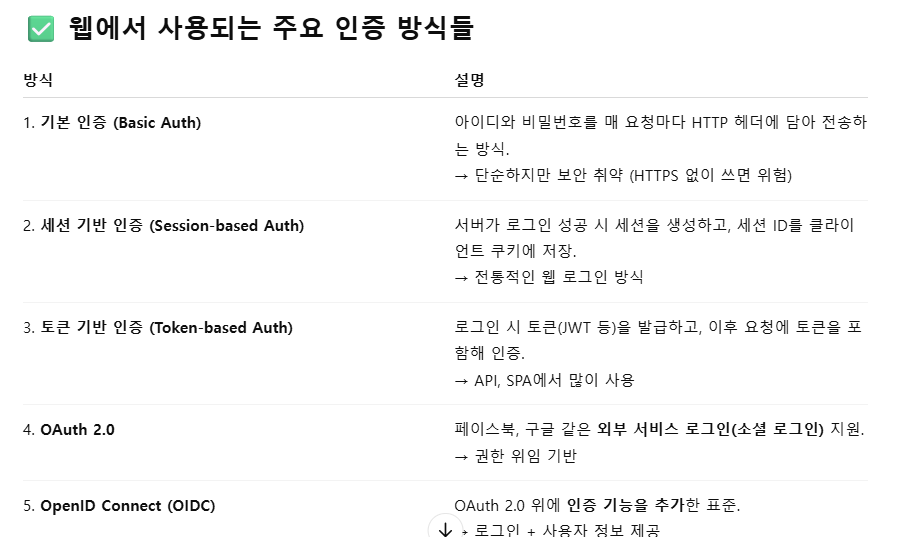 ✅ 웹에서 사용되는 주요 인증 방식들
방식
설명
1. 기본 인증 (Basic Auth)
아이디와 비밀번호를 매 요청마다 HTTP 헤더에 담아 전송하
는 방식.
→ 단순하지만 보안 취약 (HTTPS 없이 쓰면 위험)
2. 세션 기반 인증 (Session-based Auth)
서버가 로그인 성공 시 세션을 생성하고, 세션 ID를 클라이
언트 쿠키에 저장.
→ 전통적인 웹 로그인 방식
3. 토큰 기반 인증 (Token-based Auth)
로그인 시 토큰(JWT 등)을 발급하고, 이후 요청에 토큰을 포
함해 인증.
→ API, SPA에서 많이 사용
4. OAuth 2.0
페이스북, 구글 같은 외부 서비스 로그인(소셜 로그인) 지원.
→ 권한 위임 기반
5. OpenID Connect (OIDC)
OAuth 2.0 위에 인증 기능을 추가한 표준.
→ 로그인 + 사용자 정보 제공